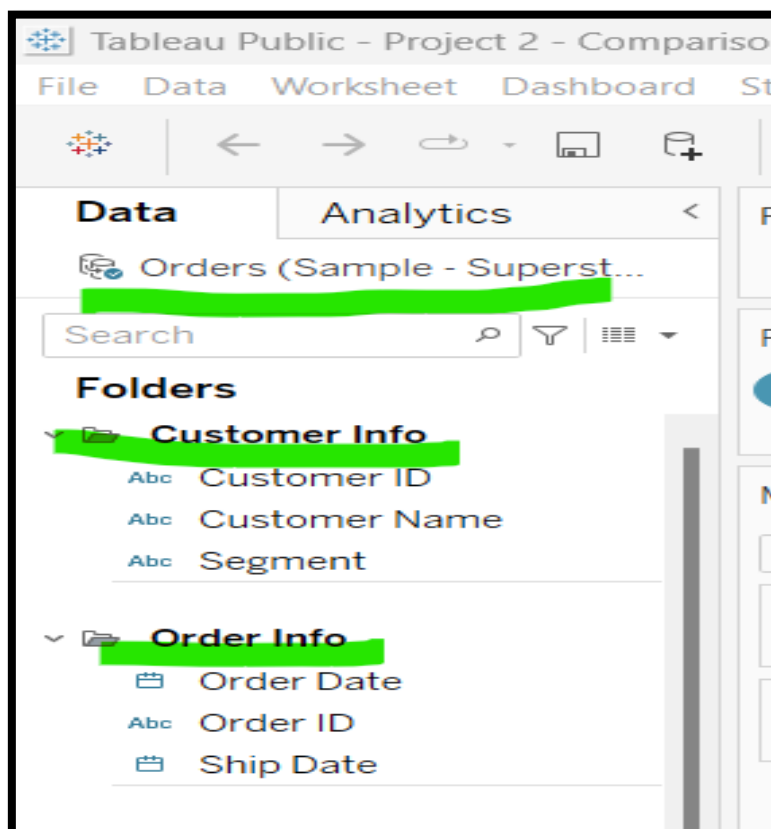 Tableau Public - Project 2 - Compariso
File Data Worksheet Dashboard St
Data Analytics <
Orders (Sample - Superst...
Search
Folders
Customer Info
Abc Customer ID
Abc Customer Name
Abc Segment
Order Info
Order Date
Abc Order ID
Ship Date